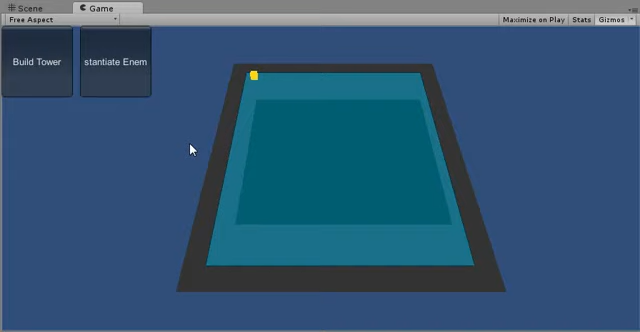 Scene
Game
Free Aspect
Maximize on Play
Stats
Gizmos
Build Tower
stantiate Enem